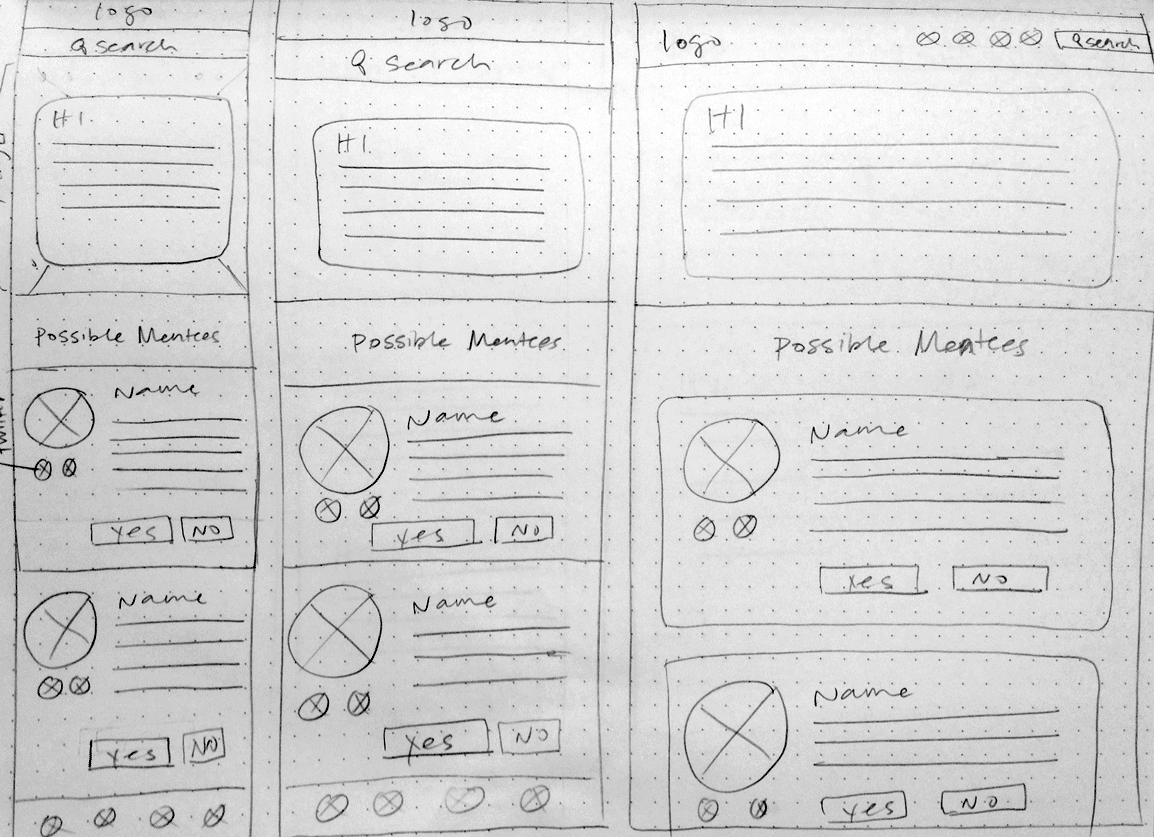 logo
Q search
H1
Possible Mentees
Name
Yes
No
Name
Yes
No
logo
Q search
H1
Possible Mentees
Name
Yes
No
Name
Yes
No
logo
Q search
H1
Possible Mentees
Name
Yes
No
Name
Yes
No